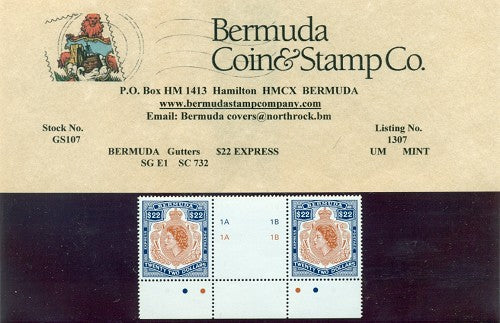 Bermuda
Coin&Stamp Co.
P.O. Box HM 1413 Hamilton HMCX BERMUDA
www.bermudastampcompany.com
Email: Bermuda covers@northrock.bm
Stock No. Listing No.
GS107 1307
BERMUDA Gutters $22 EXPRESS UM MINT
SG E1 SC 732
BERMUDA 1A 1B BERMUDA
$22 $22 1A 1B $22 $22
TWENTY TWO DOLLARS TWENTY TWO DOLLARS